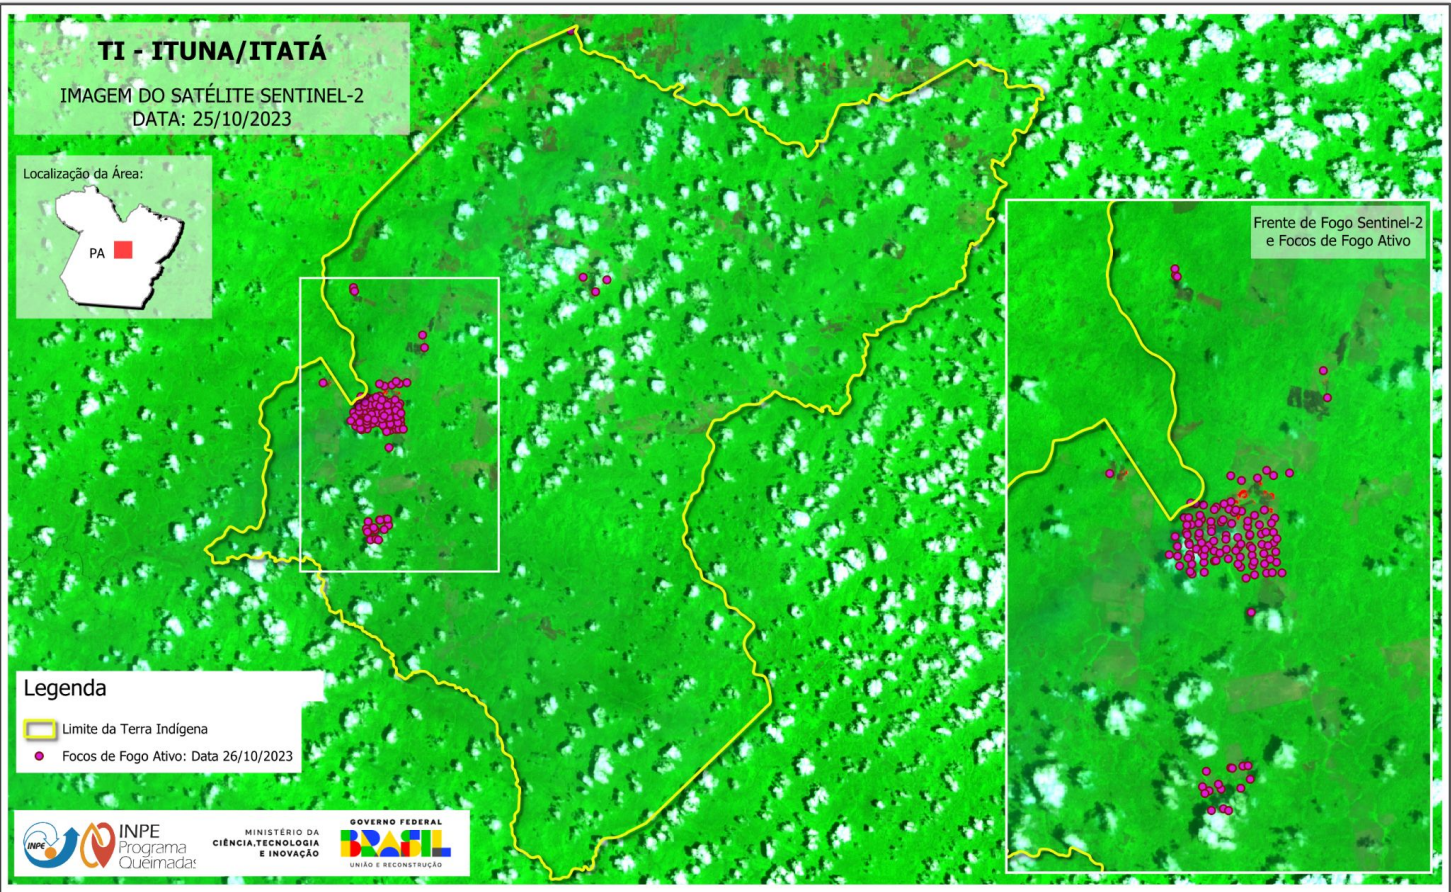 TI - ITUNA/ITATÁ
IMAGEM DO SATÉLITE SENTINEL-2
DATA: 25/10/2023
Localização da Área:
PA
Frente de Fogo Sentinel-2
e Focos de Fogo Ativo
Legenda
Limite da Terra Indígena
Focos de Fogo Ativo: Data 26/10/2023
INPE
INPE
Programa
Queimadas
MINISTÉRIO DA
CIÊNCIA,TECNOLOGIA
E INOVAÇÃO
GOVERNO FEDERAL
BRASIL
UNIÃO E RECONSTRUÇÃO